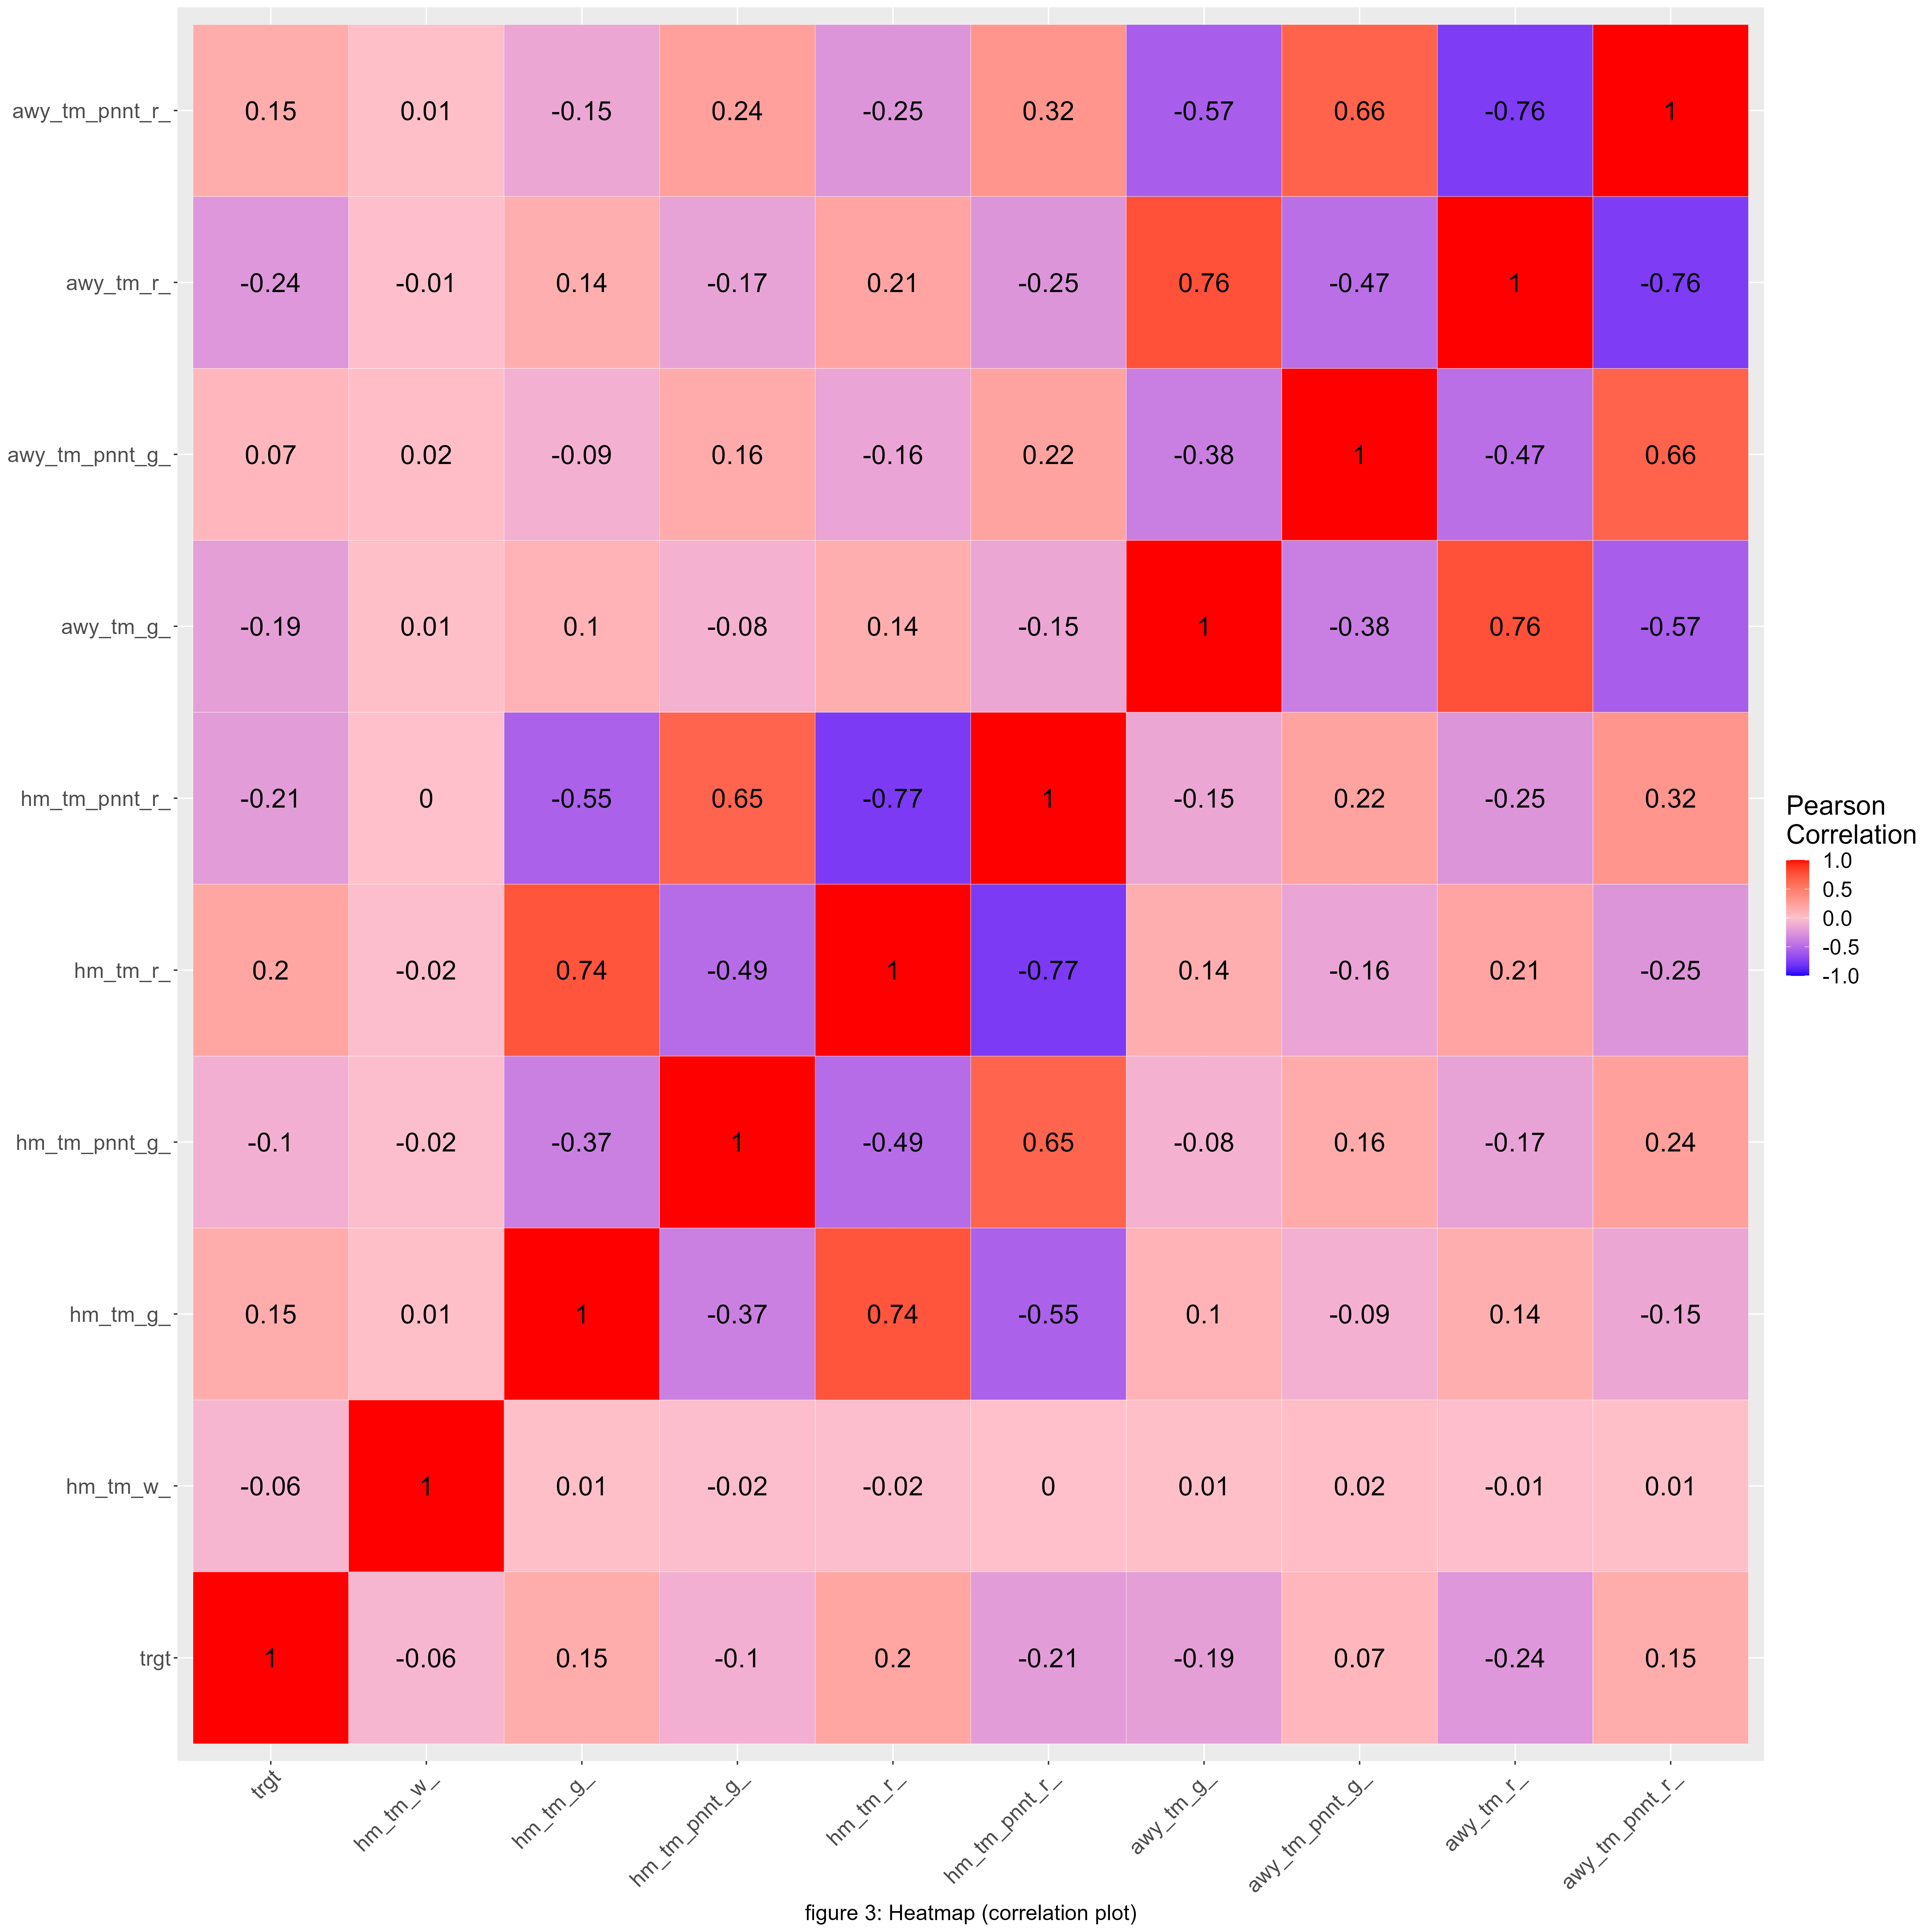 awy_tm_pnnt_r_ 0.15 0.01 -0.15 0.24 -0.25 0.32 -0.57 0.66 -0.76 1
awy_tm_r_ -0.24 -0.01 0.14 -0.17 0.21 -0.25 0.76 -0.47 1 -0.76
awy_tm_pnnt_g_ 0.07 0.02 -0.09 0.16 -0.16 0.22 -0.38 1 -0.47 0.66
awy_tm_g_ -0.19 0.01 0.1 -0.08 0.14 -0.15 1 -0.38 0.76 -0.57
hm_tm_pnnt_r_ -0.21 0 -0.55 0.65 -0.77 1 -0.15 0.22 -0.25 0.32
hm_tm_r_ 0.2 -0.02 0.74 -0.49 1 -0.77 0.14 -0.16 0.21 -0.25
hm_tm_pnnt_g_ -0.1 -0.02 -0.37 1 -0.49 0.65 -0.08 0.16 -0.17 0.24
hm_tm_g_ 0.15 0.01 1 -0.37 0.74 -0.55 0.1 -0.09 0.14 -0.15
hm_tm_w_ -0.06 1 0.01 -0.02 -0.02 0 0.01 0.02 -0.01 0.01
trgt 1 -0.06 0.15 -0.1 0.2 -0.21 -0.19 0.07 -0.24 0.15
trgt hm_tm_w_ hm_tm_g_ hm_tm_pnnt_g_ hm_tm_r_ hm_tm_pnnt_r_ awy_tm_g_ awy_tm_pnnt_g_ awy_tm_r_ awy_tm_pnnt_r_
Pearson
Correlation
1.0
0.5
0.0
-0.5
-1.0
figure 3: Heatmap (correlation plot)